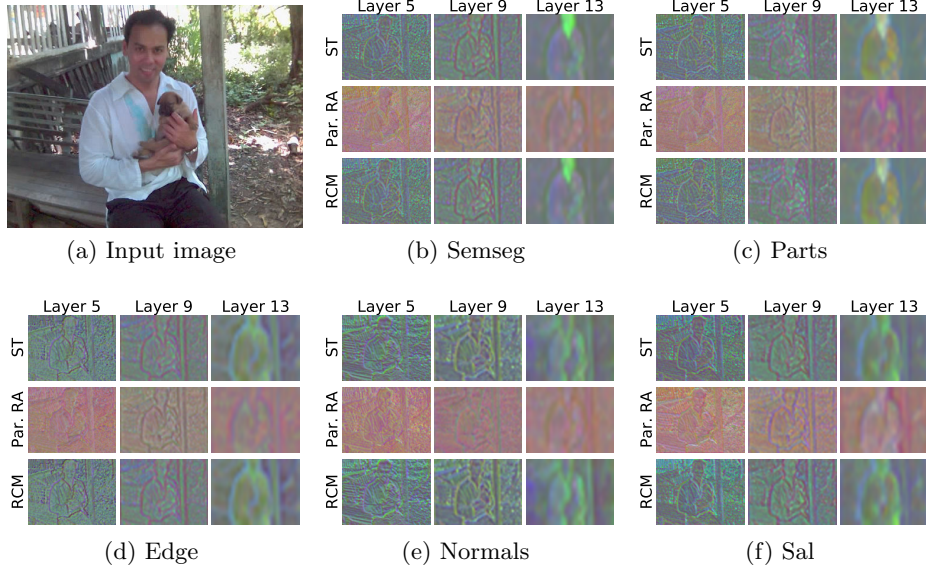 Layer 5 Layer 9 Layer 13
ST
Par. RA
RCM
Layer 5 Layer 9 Layer 13
ST
Par. RA
RCM
(a) Input image
(b) Semseg
(c) Parts
Layer 5 Layer 9 Layer 13
ST
Par. RA
RCM
Layer 5 Layer 9 Layer 13
ST
Par. RA
RCM
Layer 5 Layer 9 Layer 13
ST
Par. RA
RCM
(d) Edge
(e) Normals
(f) Sal